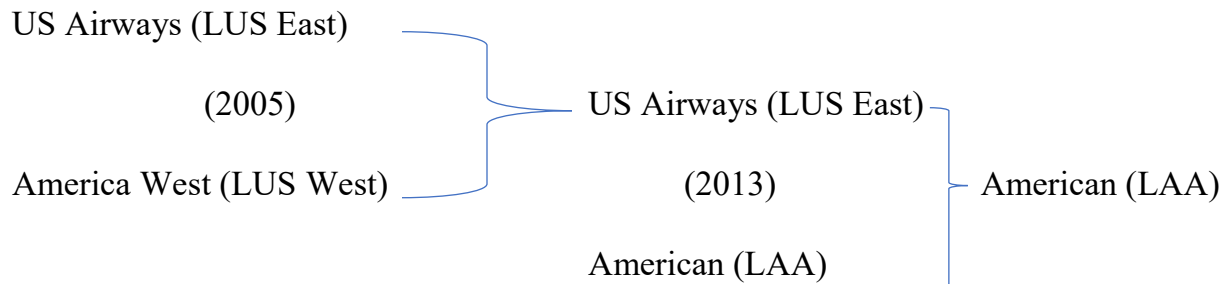 US Airways (LUS East)
(2005)
US Airways (LUS East)
America West (LUS West)
(2013)
American (LAA)
American (LAA)